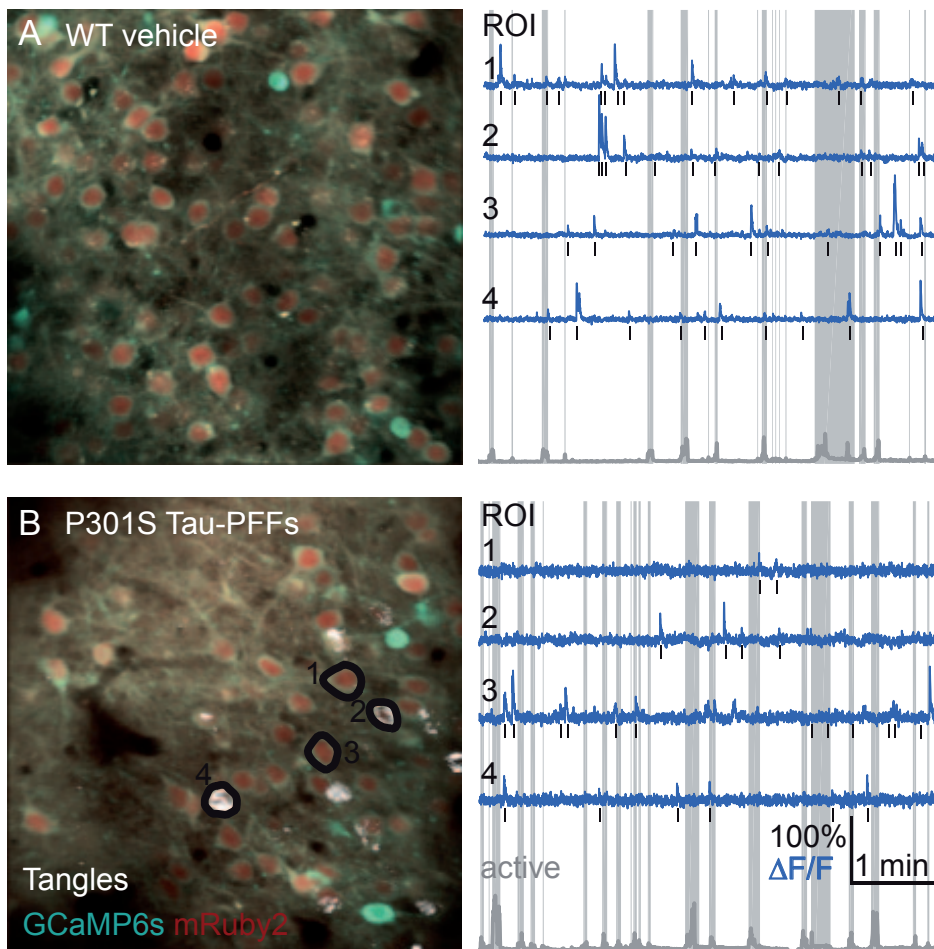 A WT vehicle
ROI
1
2
3
4
B P301S Tau-PFFs
1
2
3
4
Tangles
GCaMP6s mRuby2
ROI
1
2
3
4
100%
ΔF/F
1 min
active